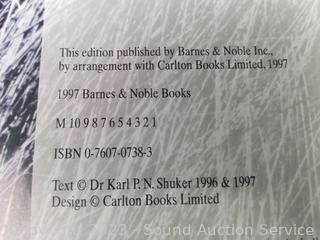 This edition published by Barnes & Noble Inc.,
by arrangement with Carlton Books Limited, 1997
1997 Barnes & Noble Books
M 10 9 8 7 6 5 4 3 2 1
ISBN 0-7607-0738-3
Text © Dr Karl P. N. Shuker 1996 & 1997
Design © Carlton Books Limited
2023 - Sound Auction Service